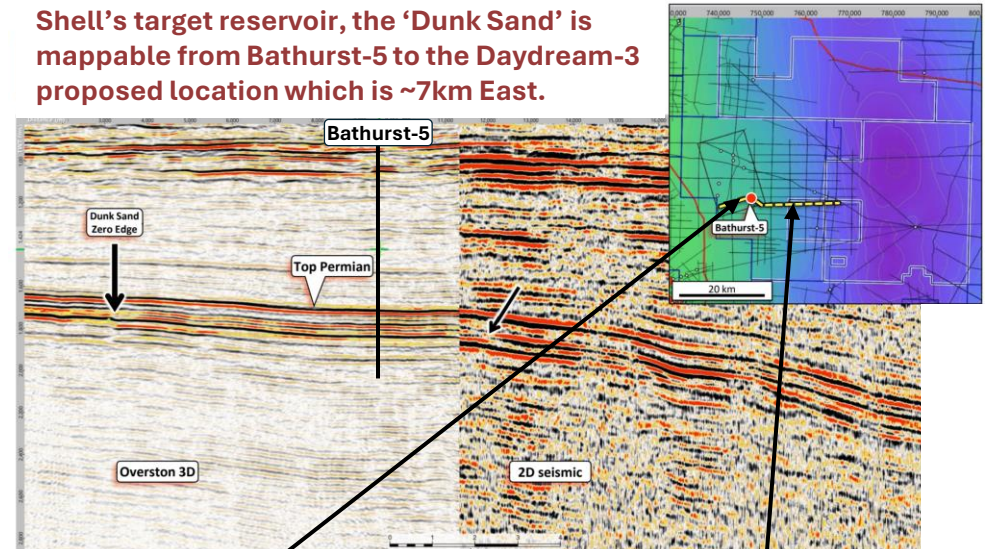 Shell's target reservoir, the 'Dunk Sand' is
mappable from Bathurst-5 to the Daydream-3
proposed location which is ~7km East.
740,000 750,000 760,000 770,000 780,000 790,000
Bathurst-5
Dunk Sand
Zero Edge
Top Permian
Bathurst-5
20 km
Overston 3D
2D seismic